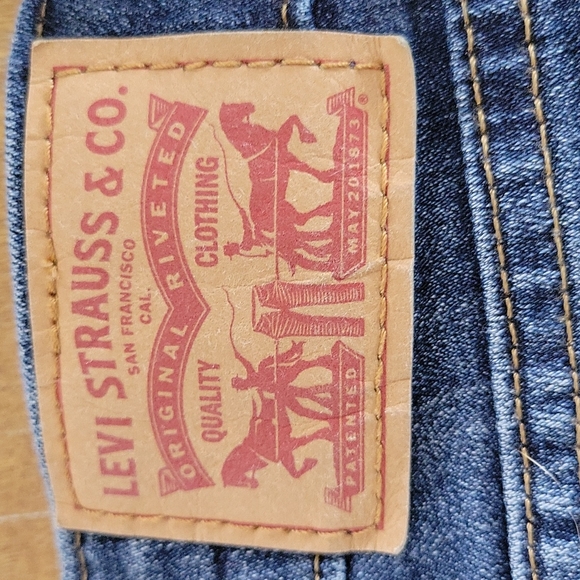 LEVI STRAUSS & CO.
SAN FRANCISCO
CAL.
ORIGINAL RIVETED
QUALITY CLOTHING
PATENTED MAY 20 1873 ®